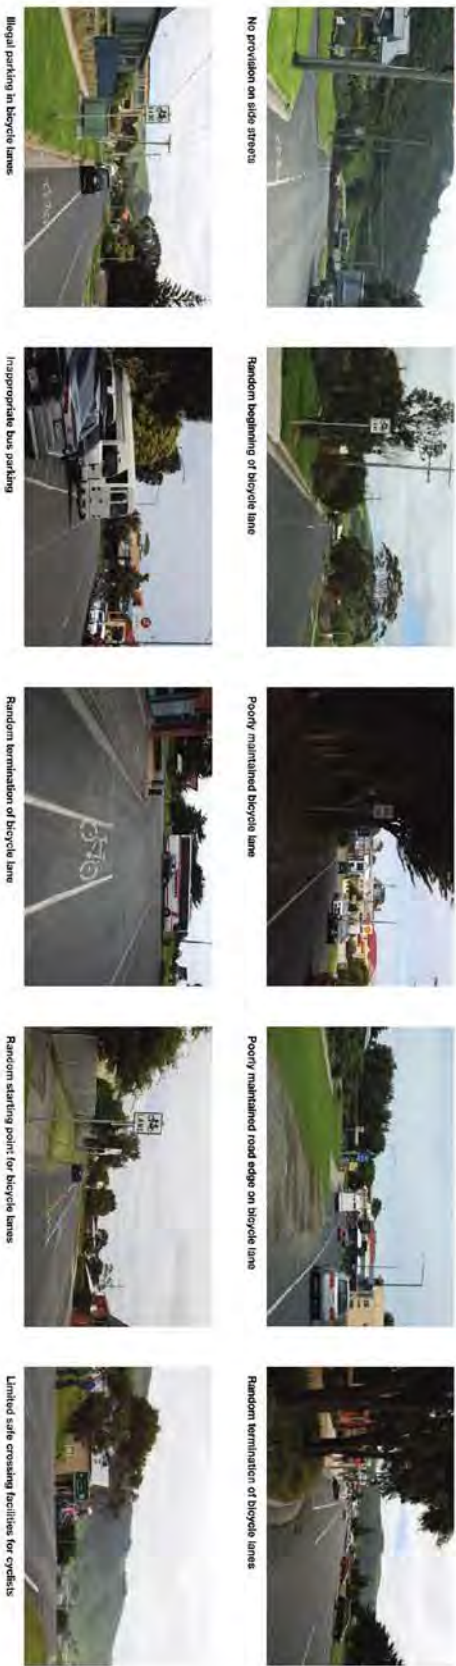 No provision on side streets
Random beginning of bicycle lane
Poorly maintained bicycle lane
Poorly maintained road edge on bicycle lane
Random termination of bicycle lanes
Illegal parking in bicycle lanes
Inappropriate bus parking
Random termination of bicycle lane
Random starting point for bicycle lanes
Limited safe crossing facilities for cyclists
LANE